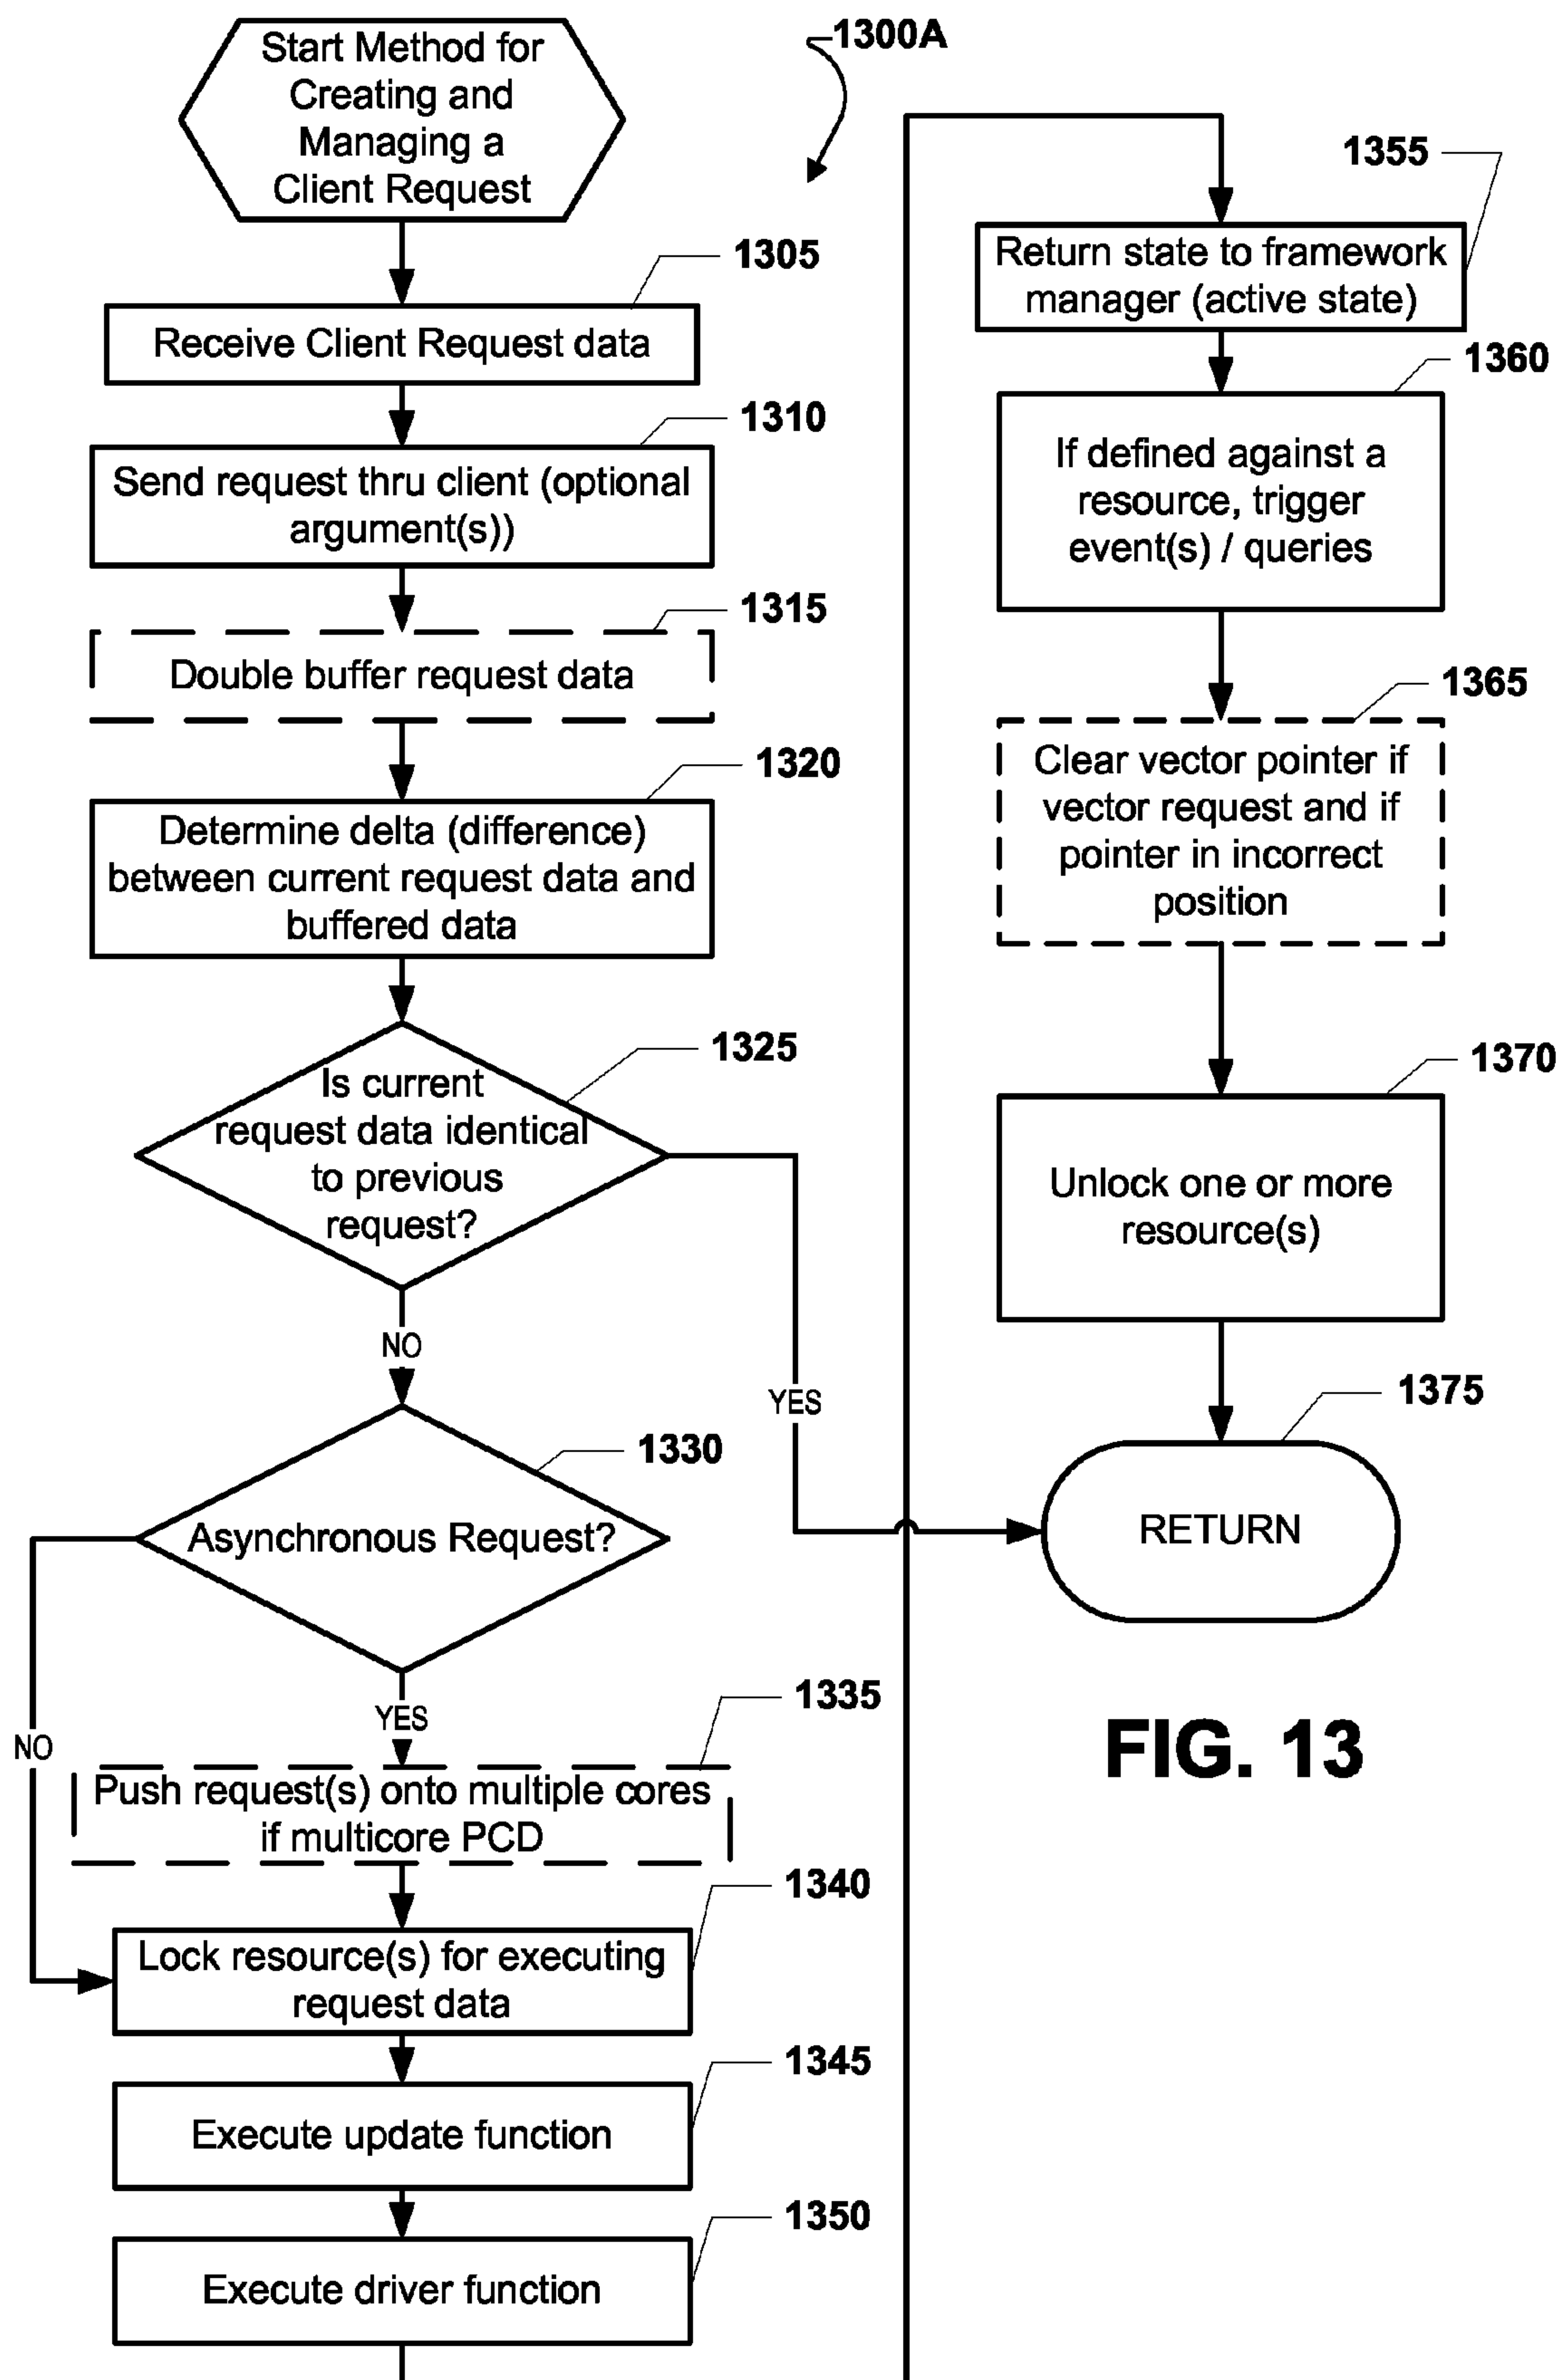 Start Method for
Creating and
Managing a
Client Request
1300A
1305
Receive Client Request data
1310
Send request thru client (optional
argument(s))
1315
Double buffer request data
1320
Determine delta (difference)
between current request data and
buffered data
1325
Is current
request data identical
to previous
request?
NO
YES
1330
Asynchronous Request?
NO
YES
1335
Push request(s) onto multiple cores
if multicore PCD
1340
Lock resource(s) for executing
request data
1345
Execute update function
1350
Execute driver function
1355
Return state to framework
manager (active state)
1360
If defined against a
resource, trigger
event(s) / queries
1365
Clear vector pointer if
vector request and if
pointer in incorrect
position
1370
Unlock one or more
resource(s)
1375
RETURN
FIG. 13